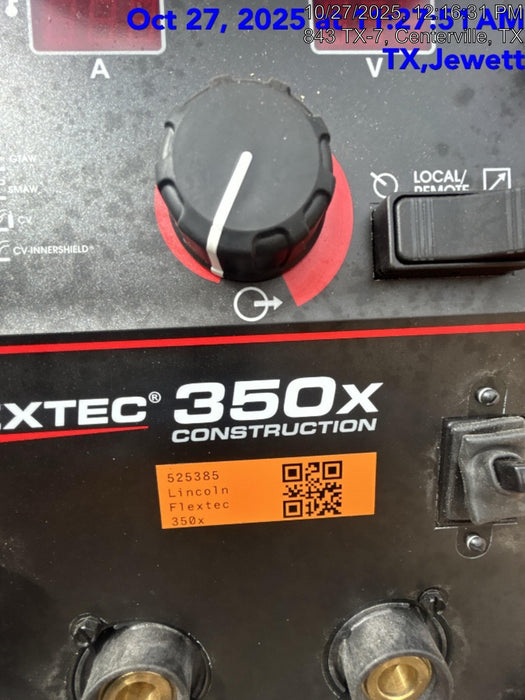 Oct 27, 2025 at 11:27:51 AM
10/27/2025, 12:16:31 PM
843 TX-7, Centerville, TX
TX,Jewett
A
V
GTAW
SMAW
CV
CV-INNERSHIELD®
LOCAL/
REMOTE
EXTEC® 350X
CONSTRUCTION
525385
Lincoln
Flextec
350x